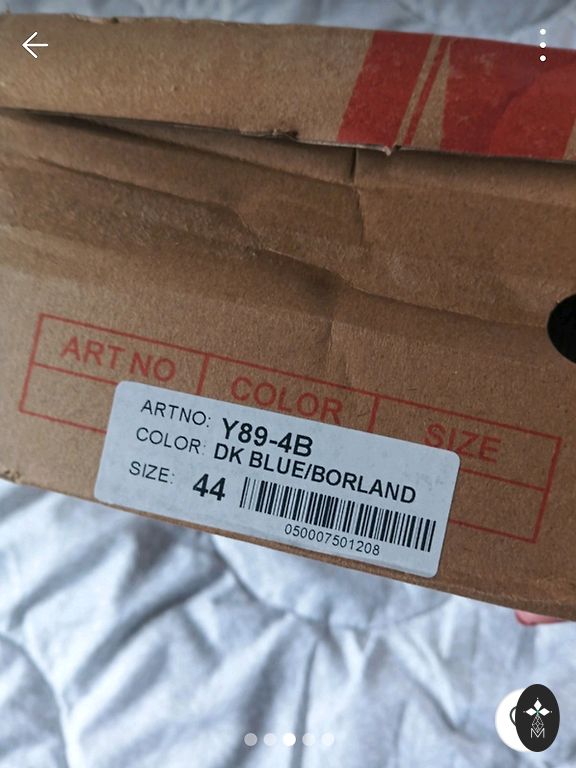 ART NO COLOR SIZE
ARTNO: Y89-4B
COLOR: DK BLUE/BORLAND
SIZE: 44
050007501208
M